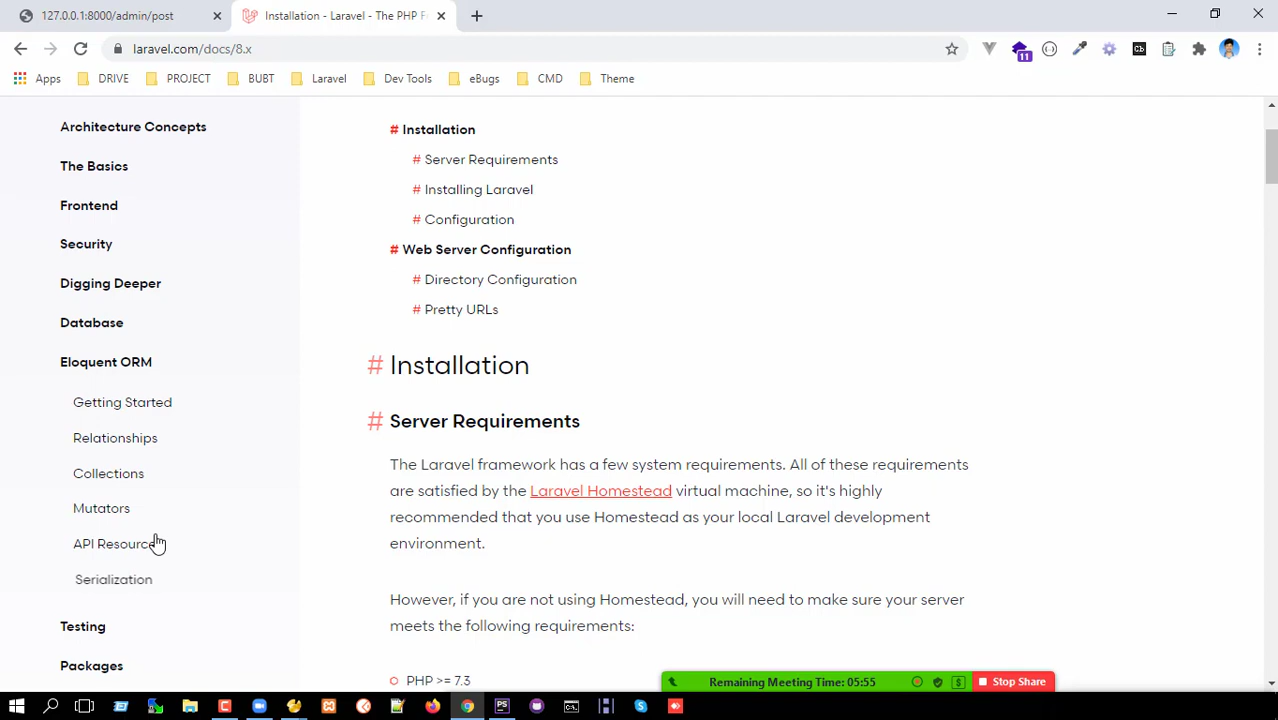 127.0.0.1:8000/admin/post
Installation - Laravel - The PHP F
laravel.com/docs/8.x
11
Cb
Apps
DRIVE
PROJECT
BUBT
Laravel
Dev Tools
eBugs
CMD
Theme
Architecture Concepts
The Basics
Frontend
Security
Digging Deeper
Database
Eloquent ORM
Getting Started
Relationships
Collections
Mutators
API Resource
Serialization
Testing
Packages
# Installation
# Server Requirements
# Installing Laravel
# Configuration
# Web Server Configuration
# Directory Configuration
# Pretty URLs
# Installation
# Server Requirements
The Laravel framework has a few system requirements. All of these requirements
are satisfied by the Laravel Homestead virtual machine, so it's highly
recommended that you use Homestead as your local Laravel development
environment.
However, if you are not using Homestead, you will need to make sure your server
meets the following requirements:
PHP >= 7.3
Remaining Meeting Time: 05:55
Stop Share
PS